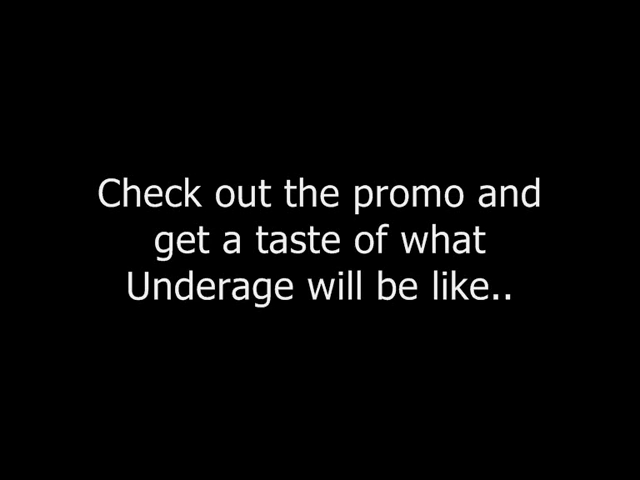 Check out the promo and
get a taste of what
Underage will be like..